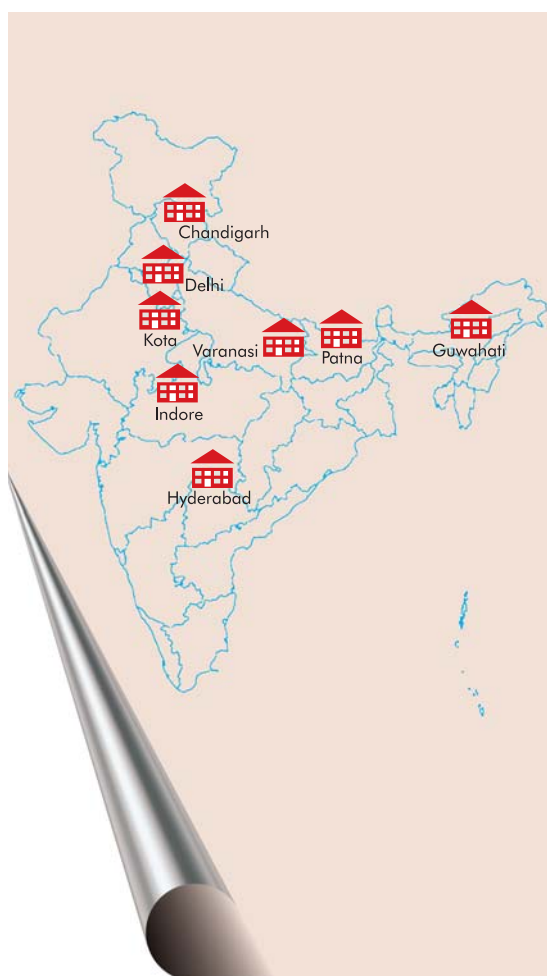 Chandigarh
Delhi
Kota
Varanasi
Patna
Guwahati
Indore
Hyderabad